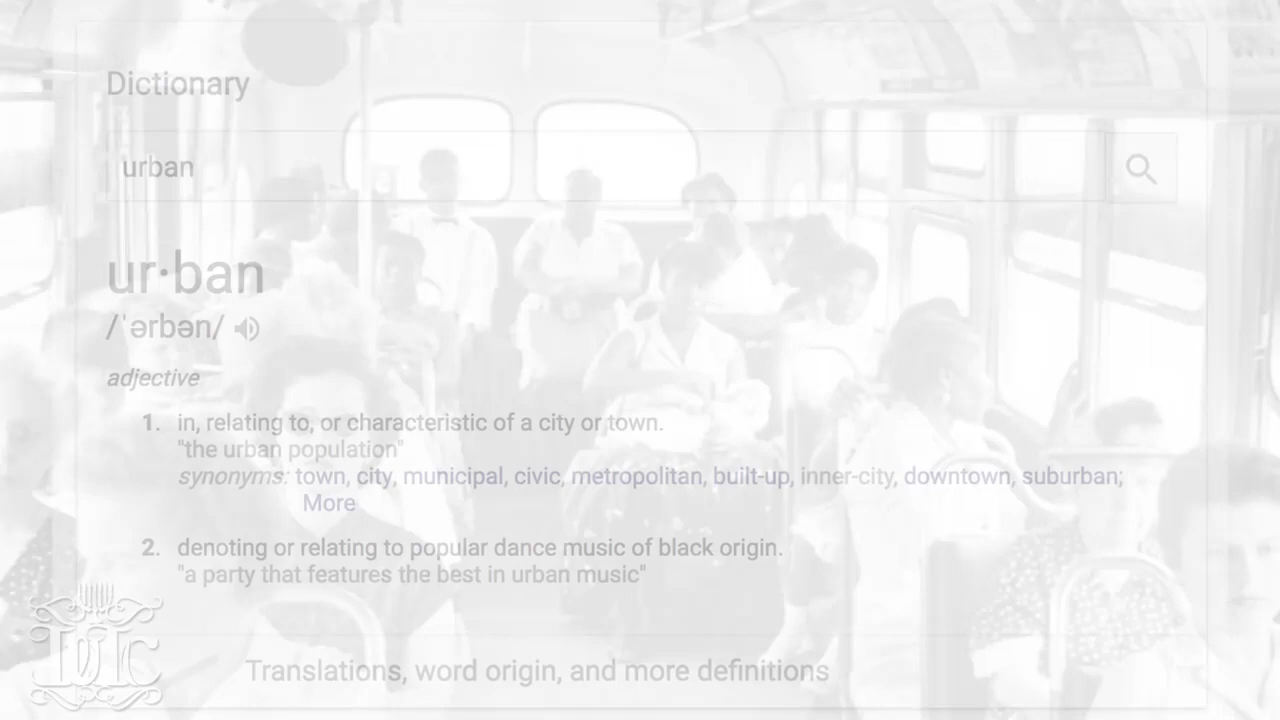 Dictionary
urban
ur·ban
/ˈərbən/
adjective
1. in, relating to, or characteristic of a city or town.
"the urban population"
synonyms: town, city, municipal, civic, metropolitan, built-up, inner-city, downtown, suburban;
More
2. denoting or relating to popular dance music of black origin.
"a party that features the best in urban music"
Translations, word origin, and more definitions